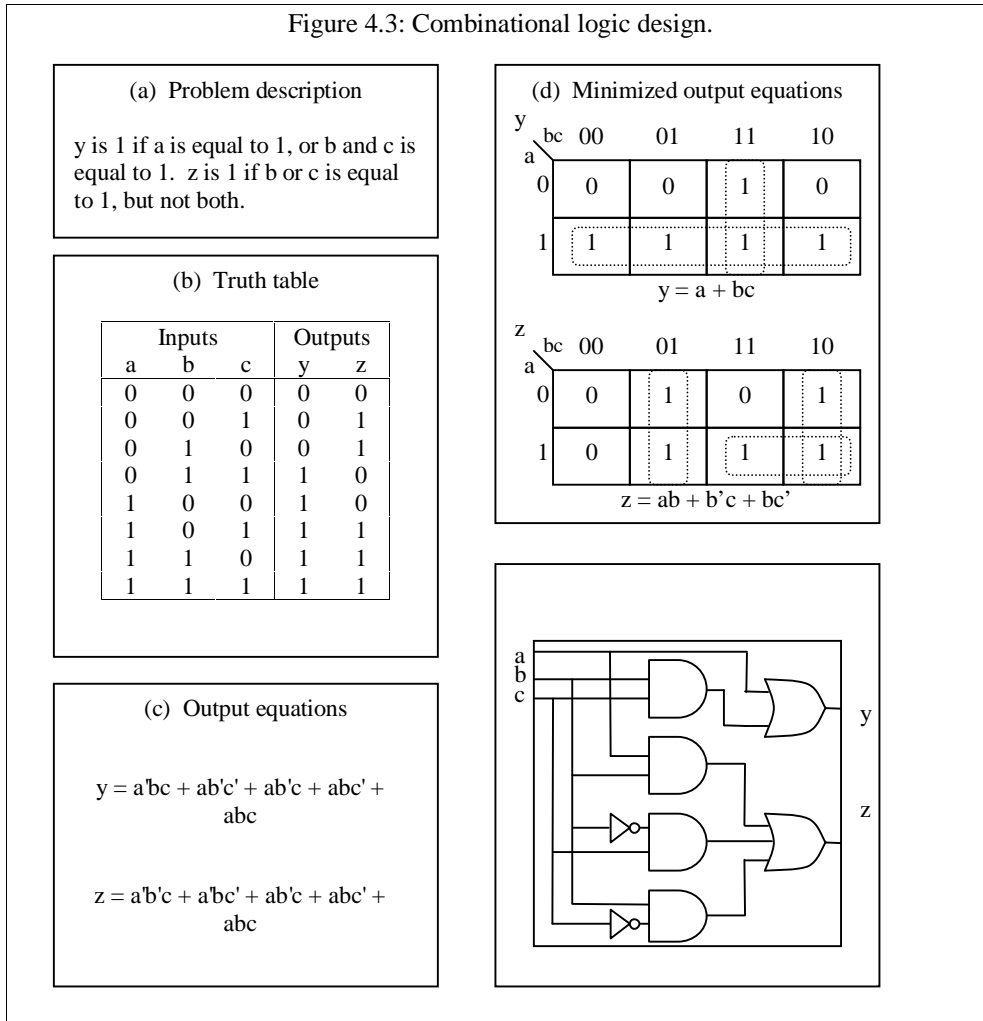 Figure 4.3: Combinational logic design.
(a) Problem description
y is 1 if a is equal to 1, or b and c is
equal to 1. z is 1 if b or c is equal
to 1, but not both.
(b) Truth table
Inputs Outputs
a b c y z
0 0 0 0 0
0 0 1 0 1
0 1 0 0 1
0 1 1 1 0
1 0 0 1 0
1 0 1 1 1
1 1 0 1 1
1 1 1 1 1
(c) Output equations
y = a'bc + ab'c' + ab'c + abc' +
abc
z = a'b'c + a'bc' + ab'c + abc' +
abc
(d) Minimized output equations
y
bc 00 01 11 10
a
0 0 0 1 0
1 1 1 1 1
y = a + bc
z
bc 00 01 11 10
a
0 0 1 0 1
1 0 1 1 1
z = ab + b’c + bc’
a
b
c
y
z